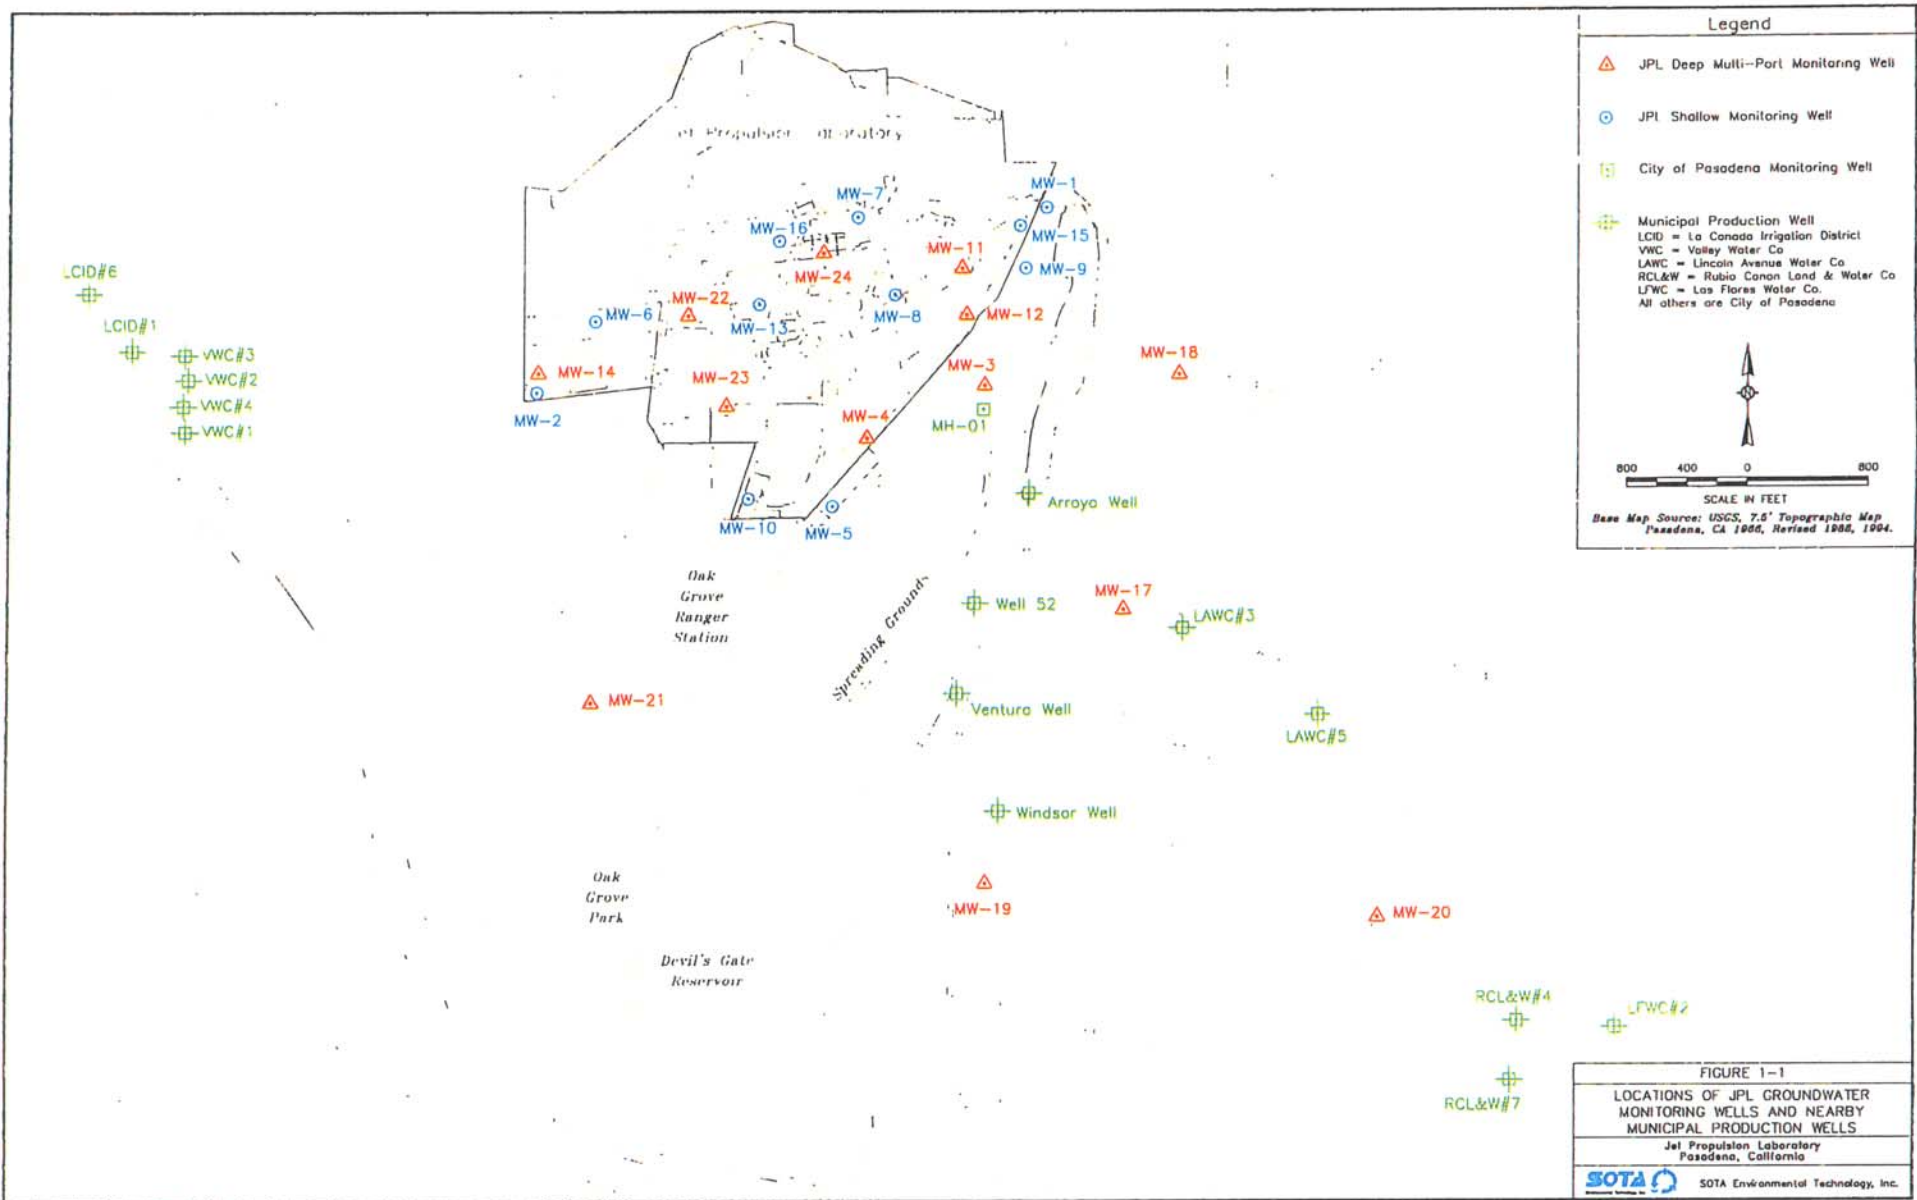 Legend
JPL Deep Multi-Port Monitoring Well
JPL Shallow Monitoring Well
City of Pasadena Monitoring Well
Municipal Production Well
LCID = La Canada Irrigation District
VWC = Valley Water Co
LAWC = Lincoln Avenue Water Co
RCL&W = Rubio Canon Land & Water Co
LFWC = Las Flores Water Co.
All others are City of Pasadena
N
800 400 0 800
SCALE IN FEET
Base Map Source: USGS, 7.5' Topographic Map
Pasadena, CA 1966, Revised 1988, 1994.
et Propulsion Laboratory
MW-1
MW-7
MW-16
MW-15
MW-11
MW-9
MW-24
LCID#6
MW-22
MW-6
MW-13
MW-8
MW-12
LCID#1
VWC#3
MW-18
MW-3
MW-14
VWC#2
MW-23
VWC#4
MW-2
MW-4
MH-01
VWC#1
Arroyo Well
MW-10
MW-5
Oak
Grove
Ranger
Station
Spreading Grounds
MW-17
Well 52
LAWC#3
MW-21
Ventura Well
LAWC#5
Windsor Well
Oak
Grove
Park
MW-19
MW-20
Devil's Gate
Reservoir
RCL&W#4
LFWC#2
RCL&W#7
FIGURE 1-1
LOCATIONS OF JPL GROUNDWATER
MONITORING WELLS AND NEARBY
MUNICIPAL PRODUCTION WELLS
Jet Propulsion Laboratory
Pasadena, California
SOTA
SOTA Environmental Technology, Inc.